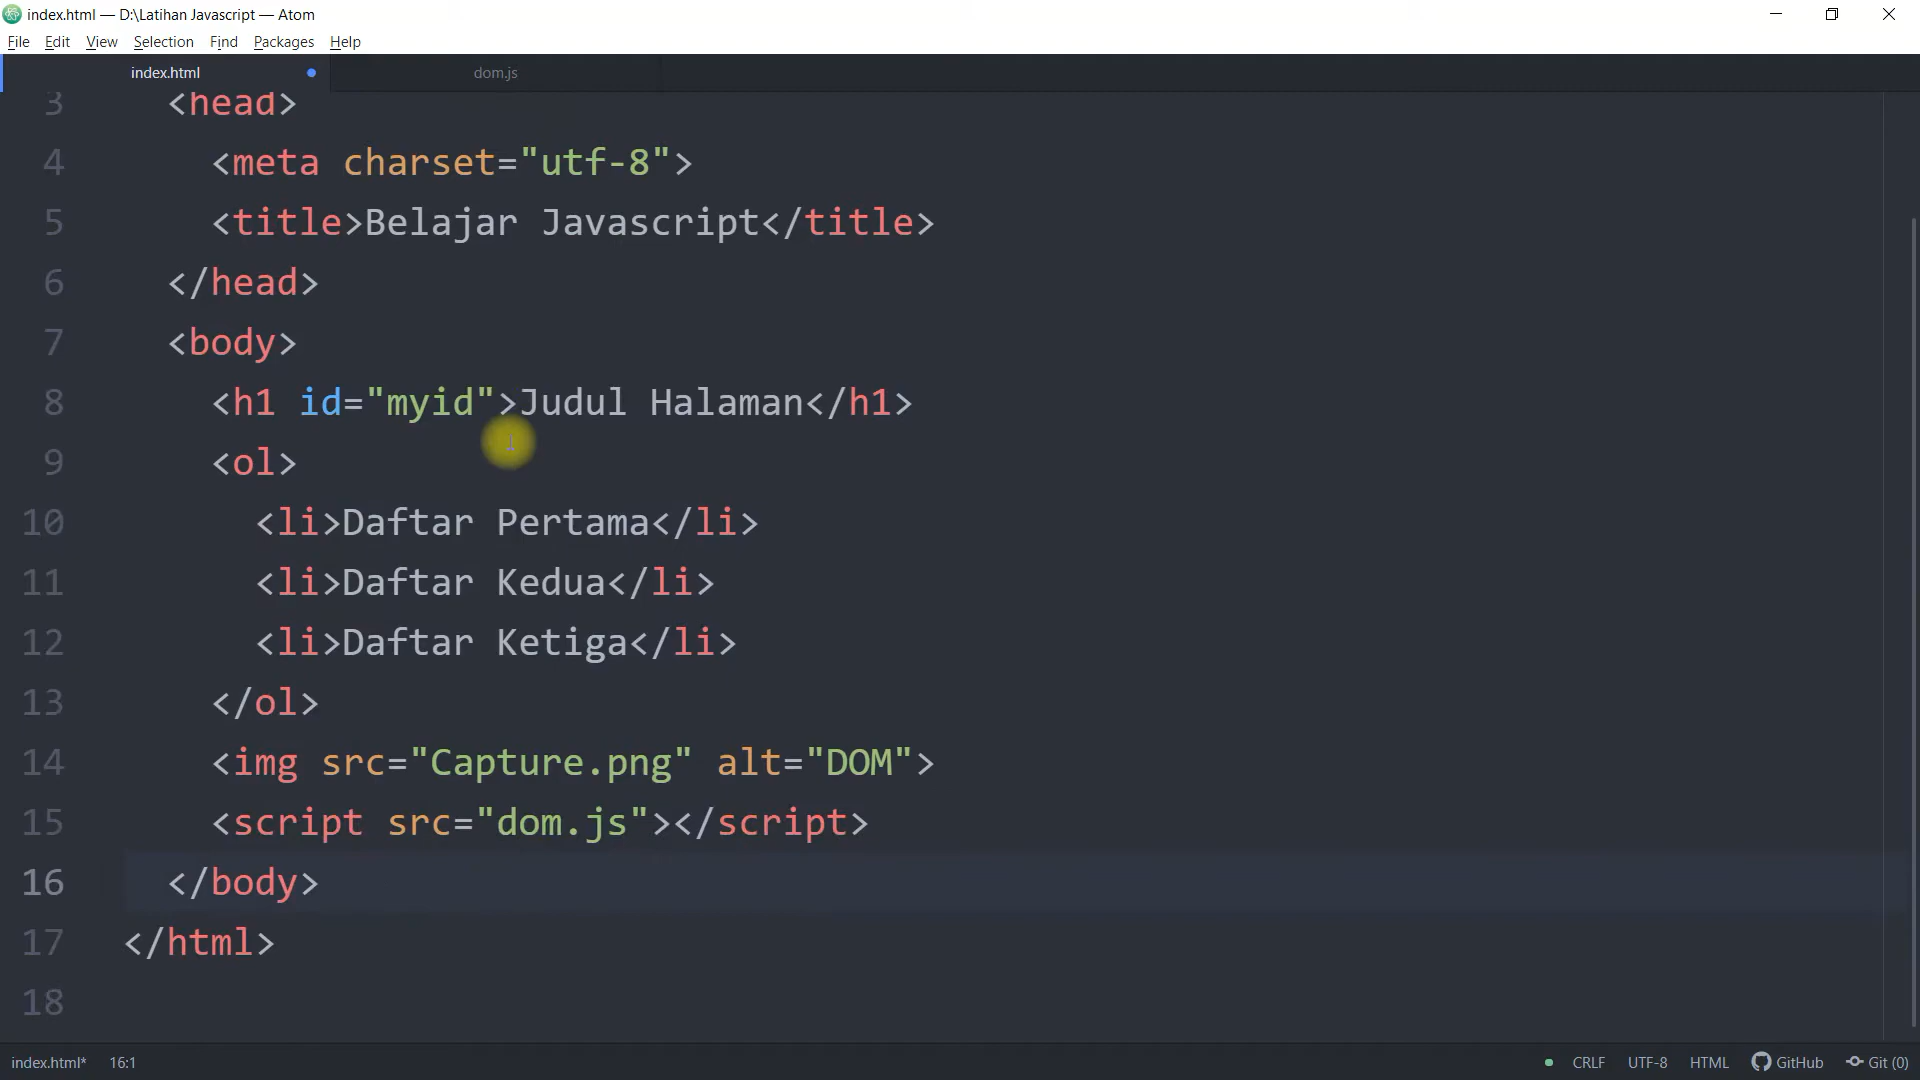 index.html — D:\Latihan Javascript — Atom
File Edit View Selection Find Packages Help
index.html dom.js
3 <head>
4 <meta charset="utf-8">
5 <title>Belajar Javascript</title>
6 </head>
7 <body>
8 <h1 id="myid">Judul Halaman</h1>
9 <ol>
10 <li>Daftar Pertama</li>
11 <li>Daftar Kedua</li>
12 <li>Daftar Ketiga</li>
13 </ol>
14 <img src="Capture.png" alt="DOM">
15 <script src="dom.js"></script>
16 </body>
17 </html>
18
index.html* 16:1 CRLF UTF-8 HTML GitHub Git (0)